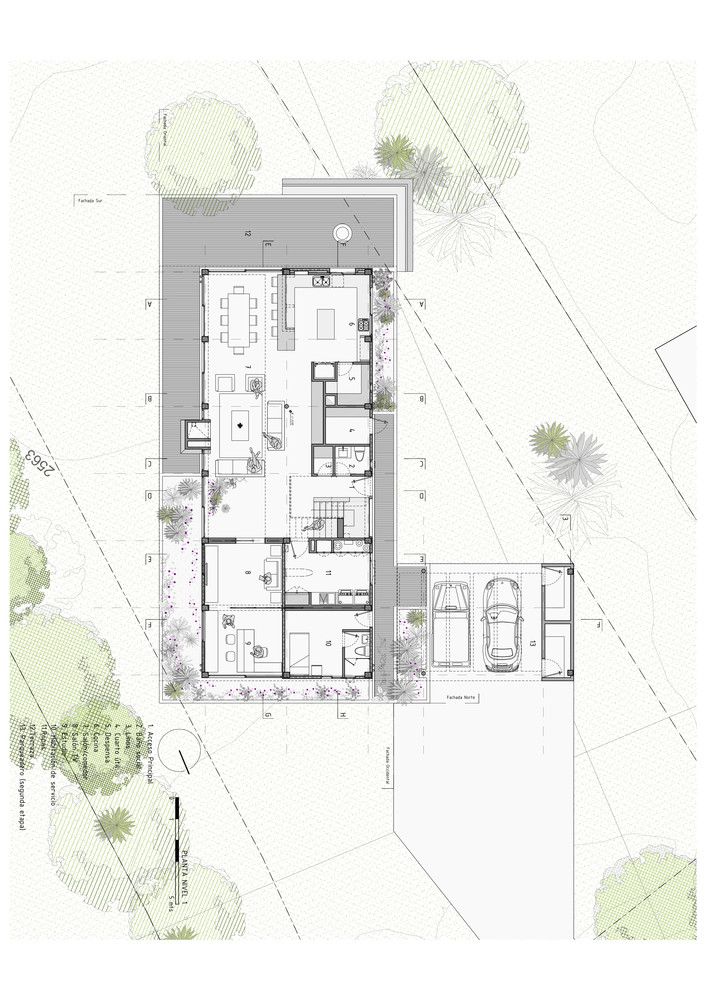 F
3
13
Fachada Norte
A
B
C
D
E
Fachada Occidental
F
6
5
4
2
1
3
11
10
H
E
12
7
8
9
G
PLANTA NIVEL 1
0 1 5 mts
Fachada Oriental
A
B
C
D
E
F
Fachada Sur
1. Acceso Principal
2. Baño social
3. Linos
4. Cuarto útil
5. Despensa
6. Cocina
7. Salón/comedor
8. Salón TV
9. Estudio
10. Habitación de servicio
11. Ropas
12. Terraza
13. Parqueadero (segunda etapa)
2563